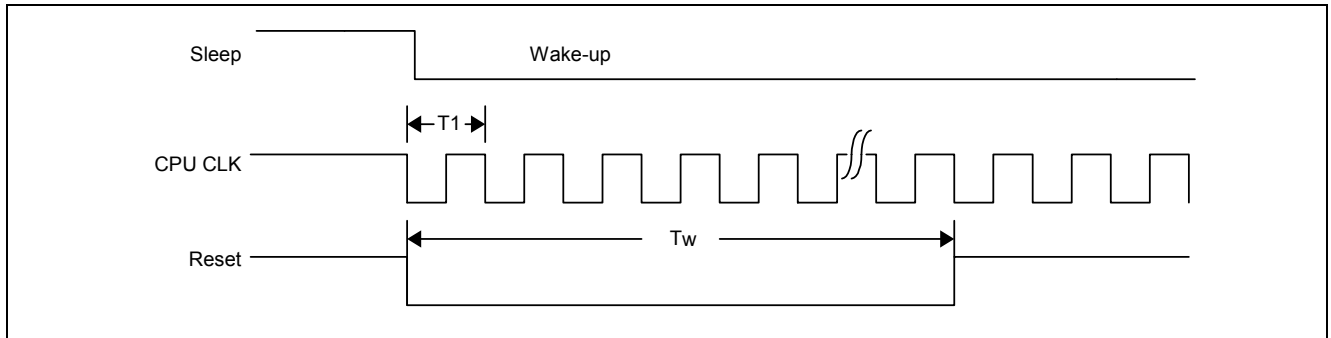 Sleep
Wake-up
T1
CPU CLK
Tw
Reset